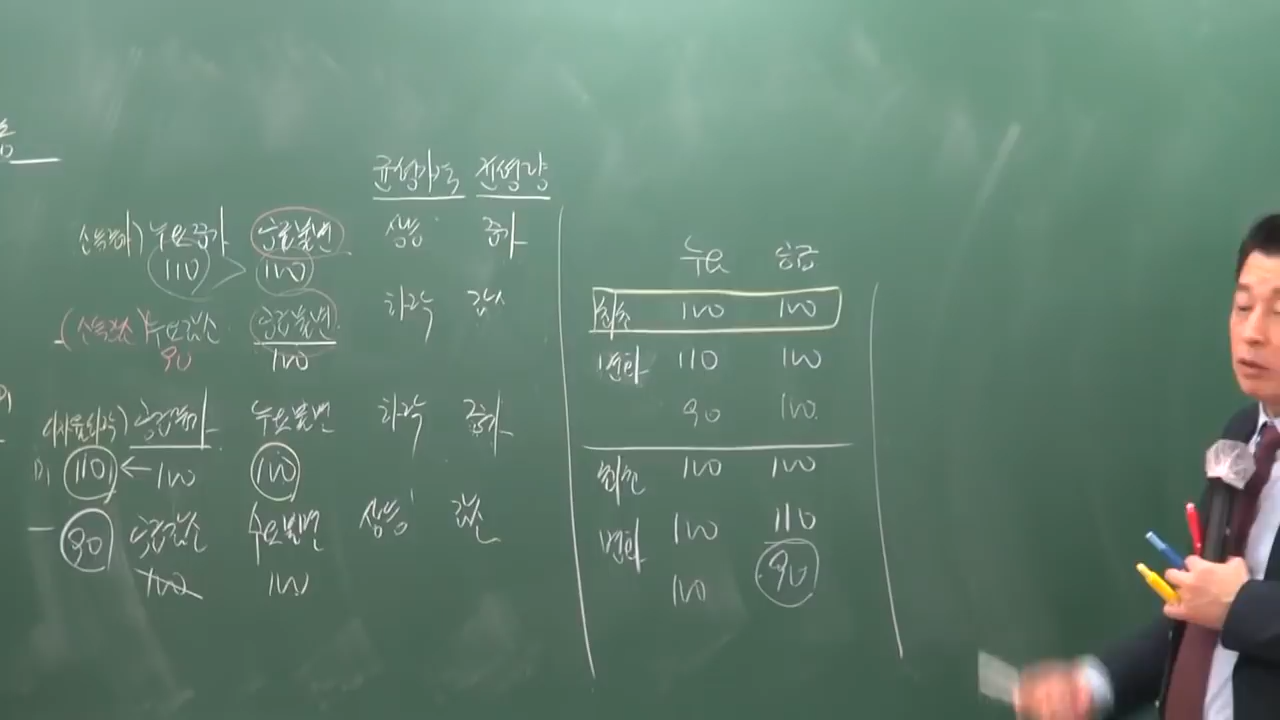 균형가격 균형량
소득증가) 수요증가 공급불변 상승 증가
110 100
(소득감소) 수요감소 공급불변 하락 감소
90 100
이자율하락) 공급증가 수요불변 하락 증가
110 ← 100 100
공급감소 수요불변 상승 감소
90
100 100
수요 공급
최초 100 100
변화 110 100
90 100
최초 100 100
변화 100 110
100 90